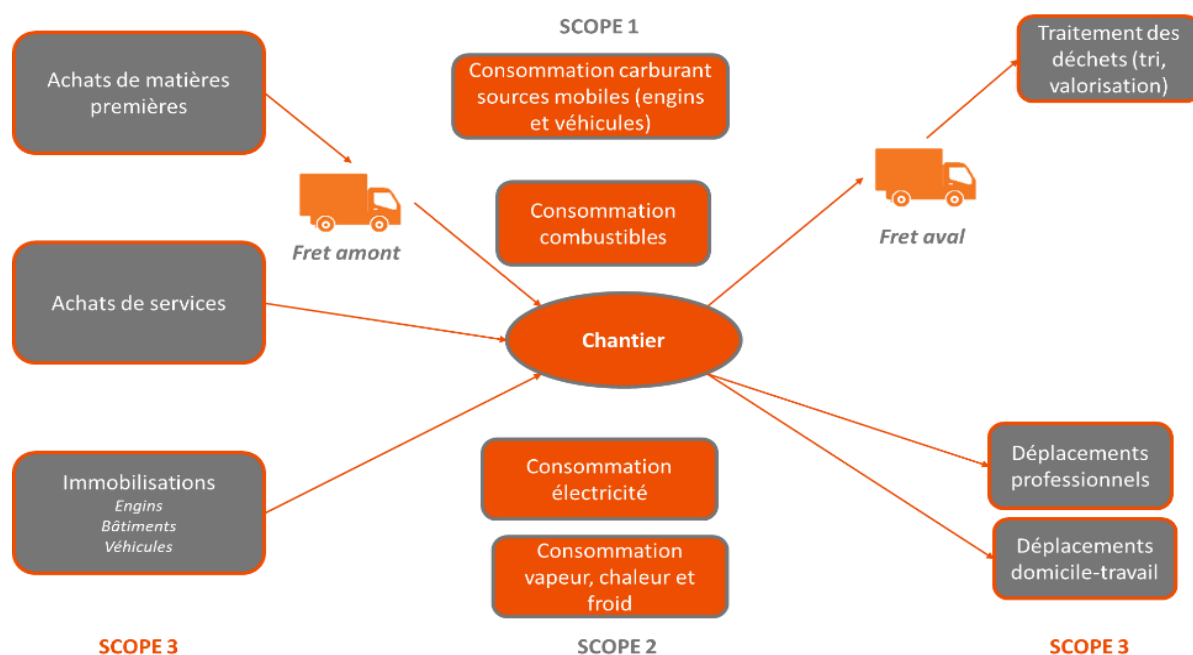 SCOPE 1
Achats de matières
premières
Consommation carburant
sources mobiles (engins
et véhicules)
Traitement des
déchets (tri,
valorisation)
Fret amont
Consommation
combustibles
Fret aval
Achats de services
Chantier
Immobilisations
Engins
Bâtiments
Véhicules
Consommation
électricité
Consommation
vapeur, chaleur et
froid
Déplacements
professionnels
Déplacements
domicile-travail
SCOPE 3
SCOPE 2
SCOPE 3